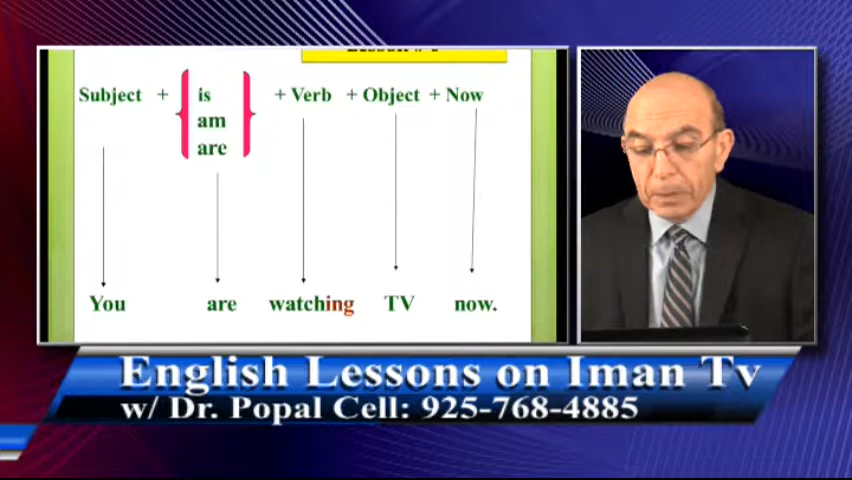 Subject + is + Verb + Object + Now
am
are
You are watching TV now.
English Lessons on Iman Tv
w/ Dr. Popal Cell: 925-768-4885